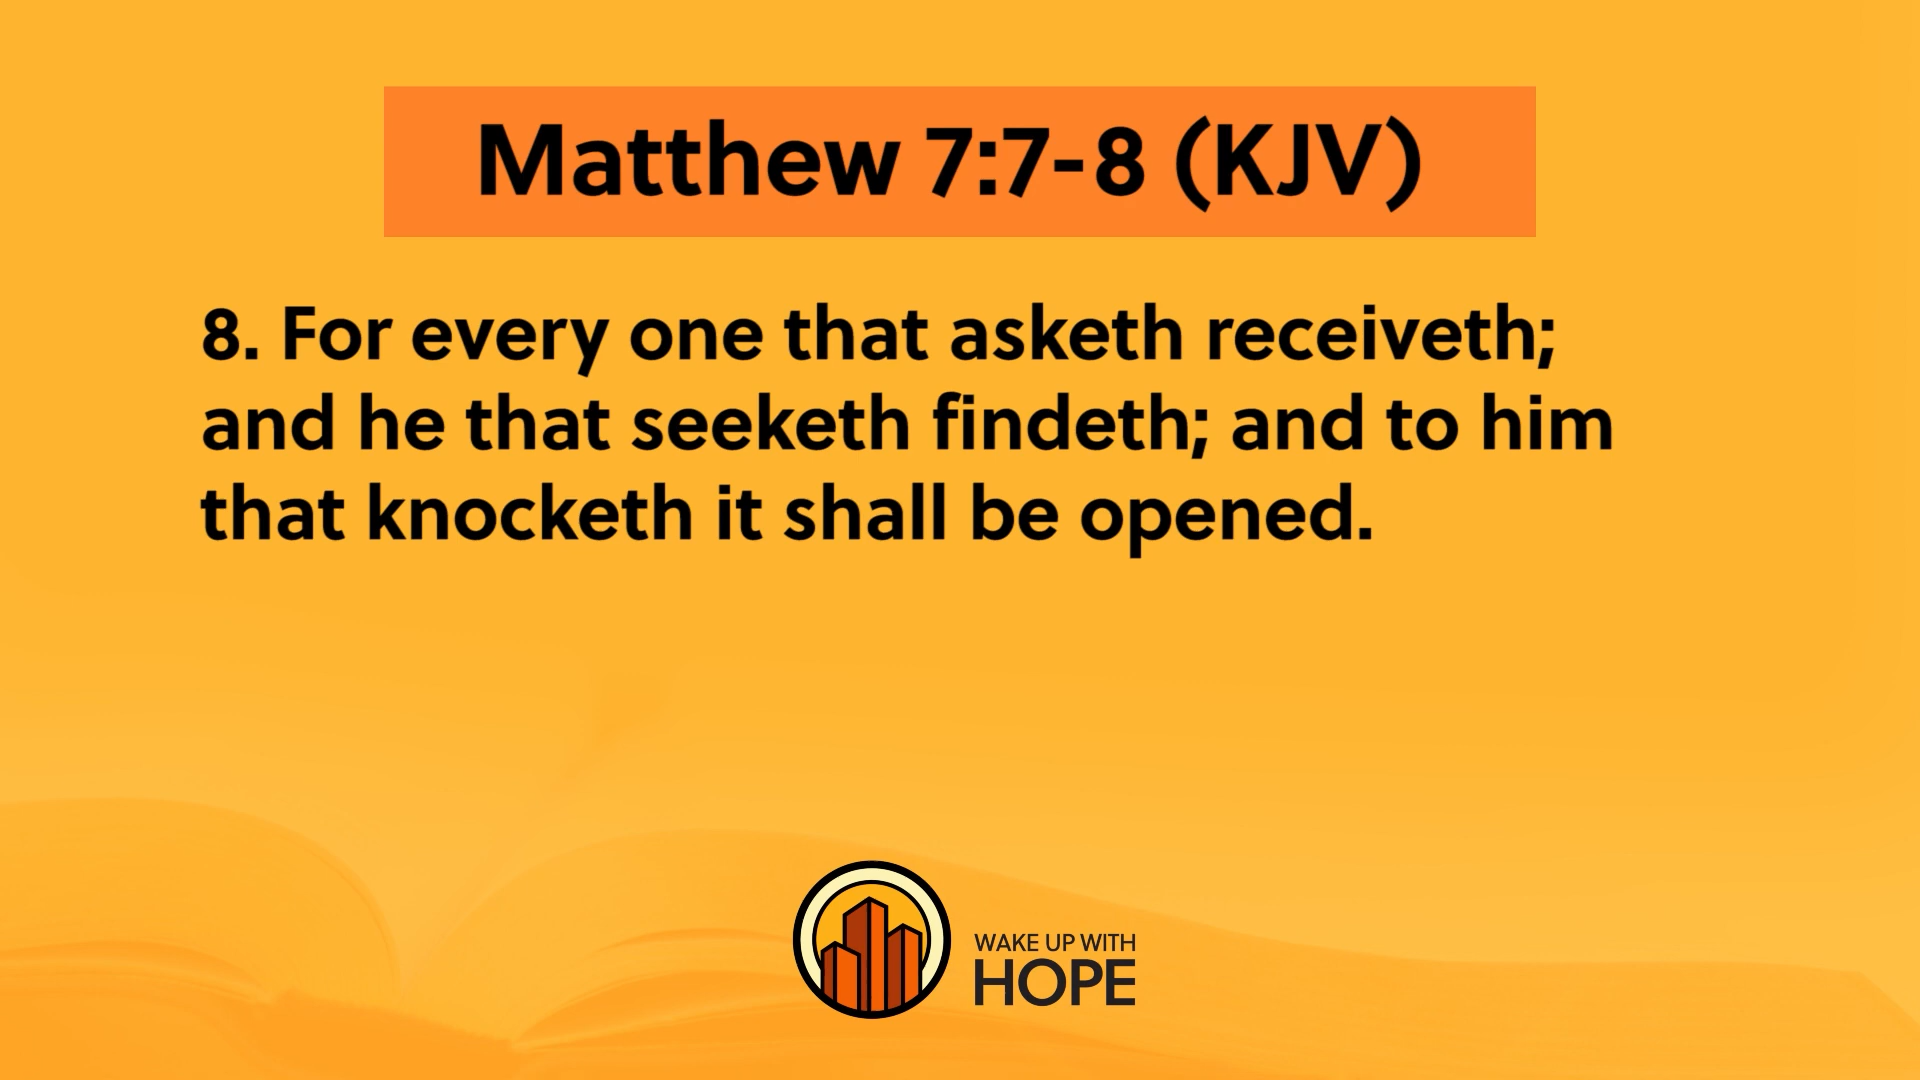 Matthew 7:7-8 (KJV)
8. For every one that asketh receiveth;
and he that seeketh findeth; and to him
that knocketh it shall be opened.
WAKE UP WITH
HOPE